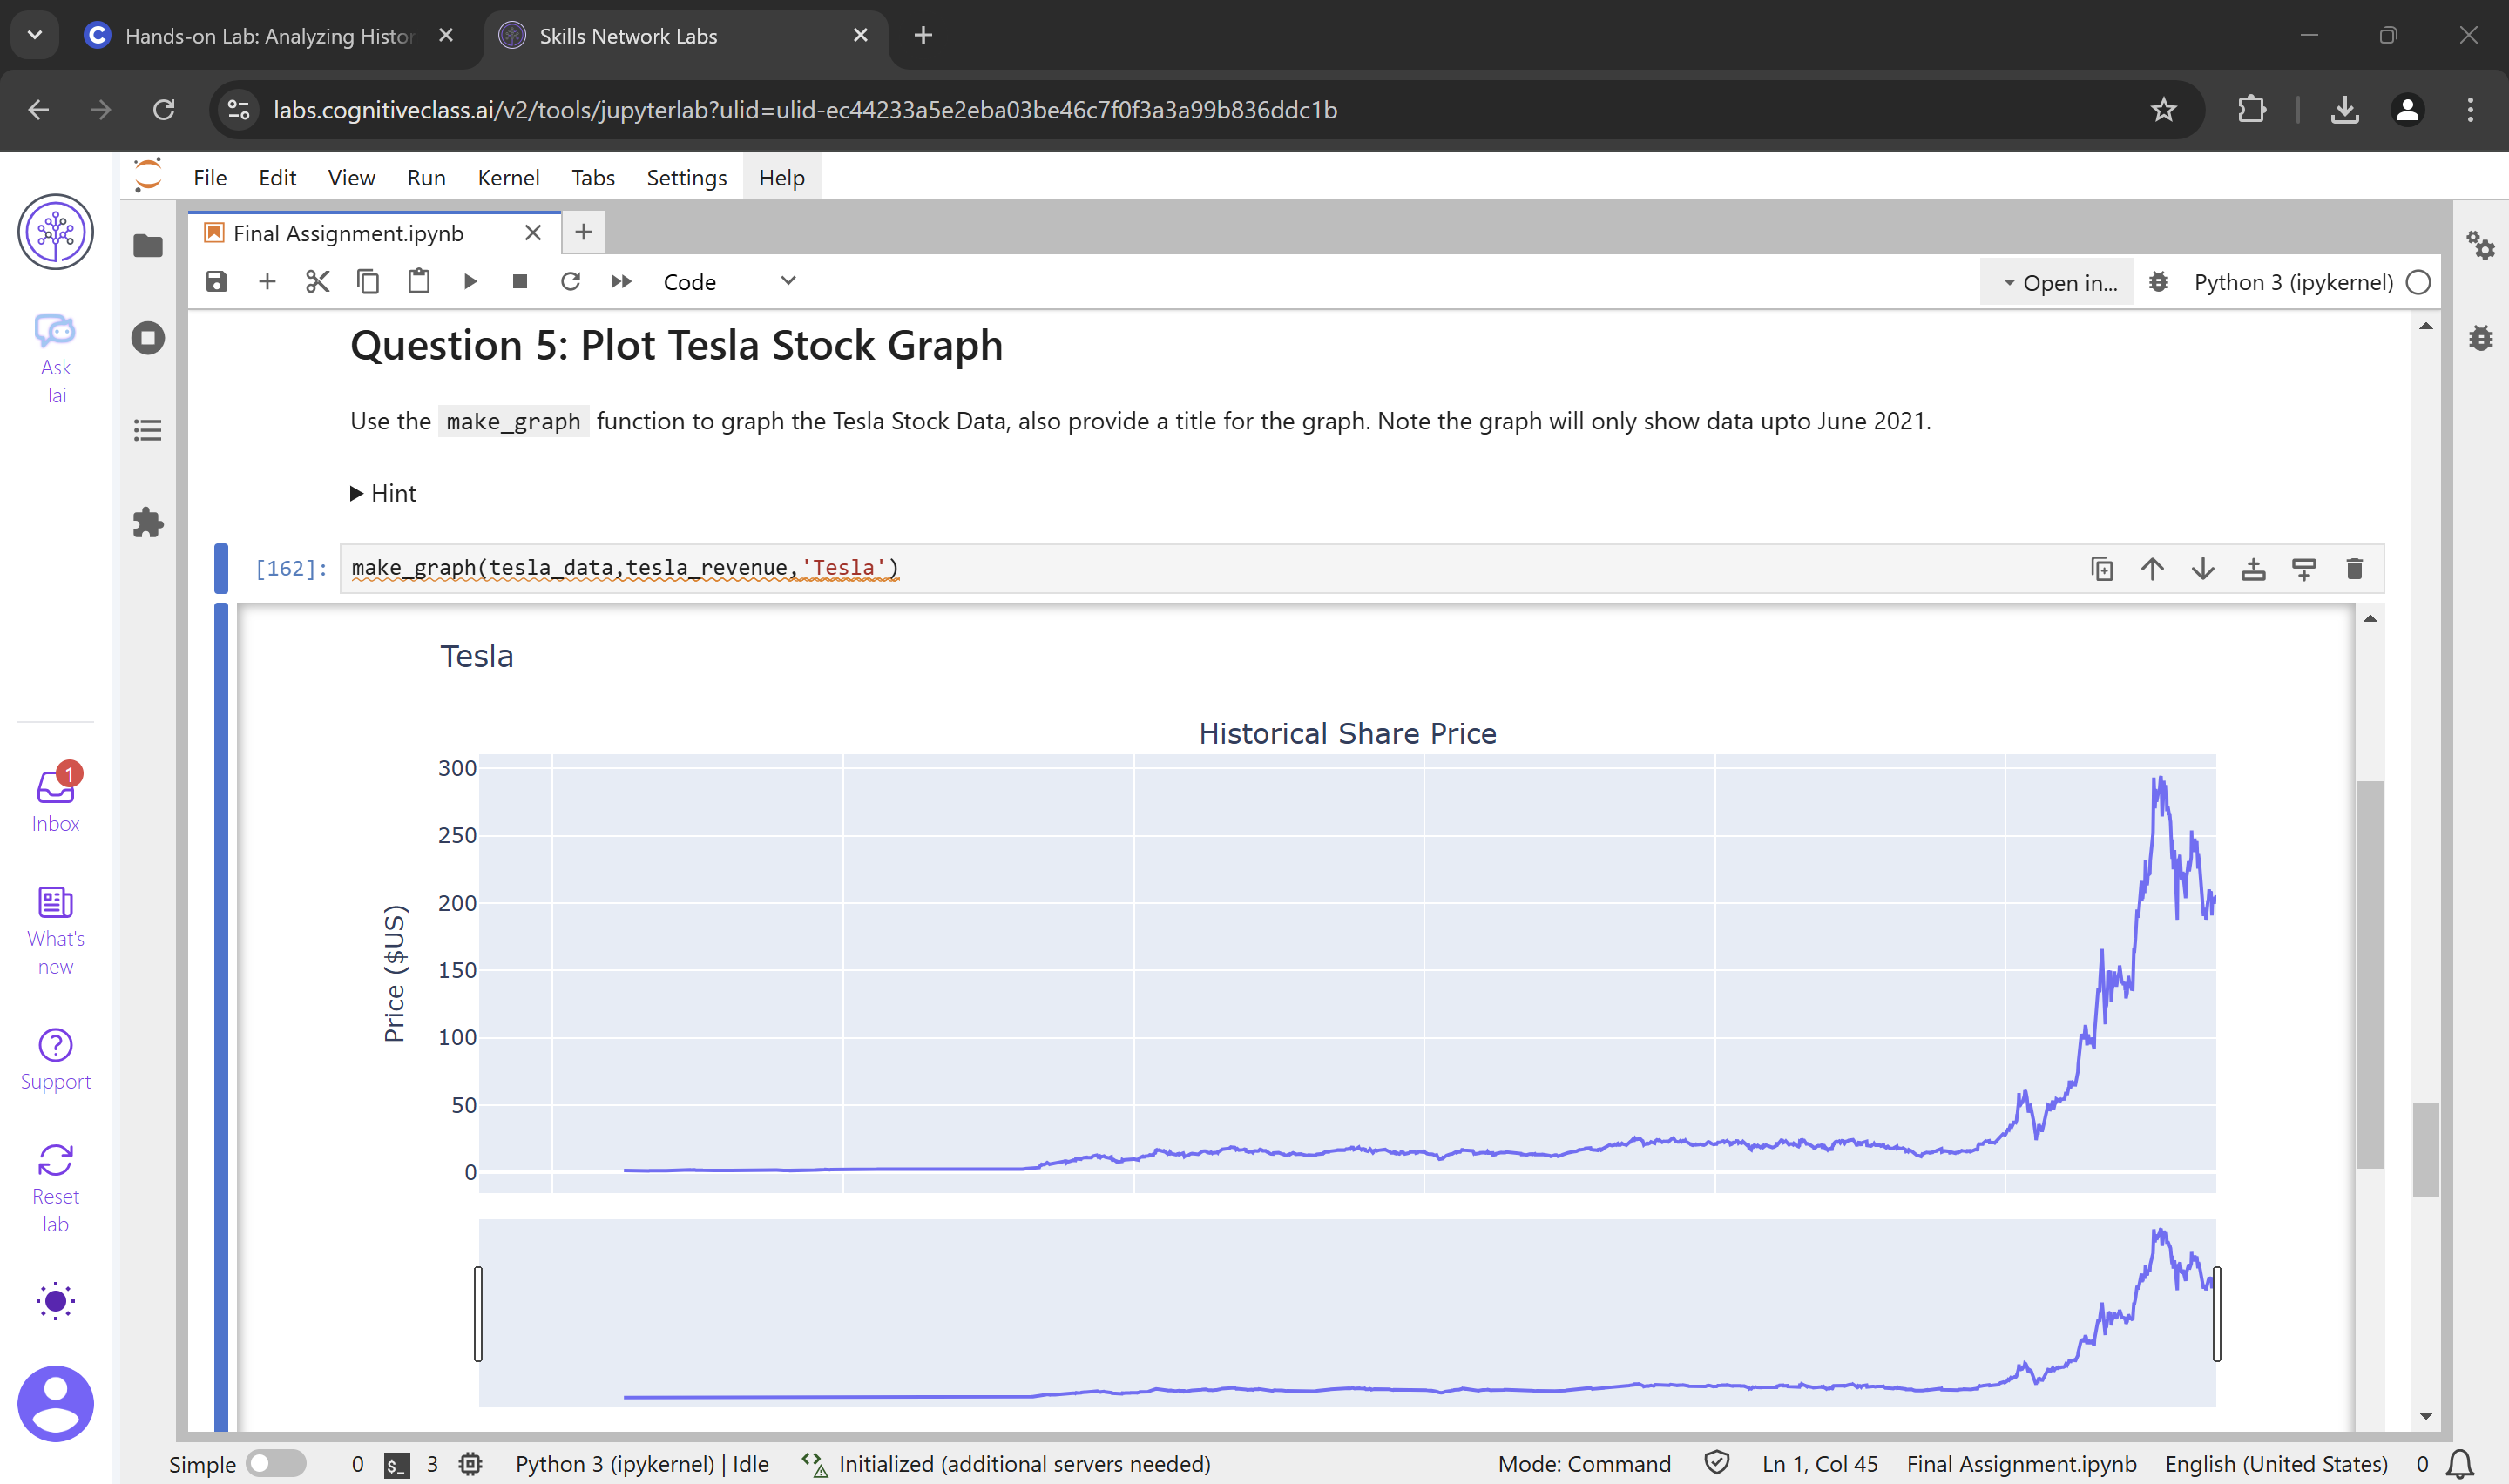 Hands-on Lab: Analyzing Histor
Skills Network Labs
labs.cognitiveclass.ai/v2/tools/jupyterlab?ulid=ulid-ec44233a5e2eba03be46c7f0f3a3a99b836ddc1b
File Edit View Run Kernel Tabs Settings Help
Final Assignment.ipynb
Code
Open in...
Python 3 (ipykernel)
Ask
Tai
Inbox
1
What's
new
Support
Reset
lab
Question 5: Plot Tesla Stock Graph
Use the make_graph function to graph the Tesla Stock Data, also provide a title for the graph. Note the graph will only show data upto June 2021.
Hint
[162]: make_graph(tesla_data,tesla_revenue,'Tesla')
Tesla
Historical Share Price
Price ($US)
300
250
200
150
100
50
0
Simple 0 $_ 3 Python 3 (ipykernel) | Idle Initialized (additional servers needed) Mode: Command Ln 1, Col 45 Final Assignment.ipynb English (United States) 0